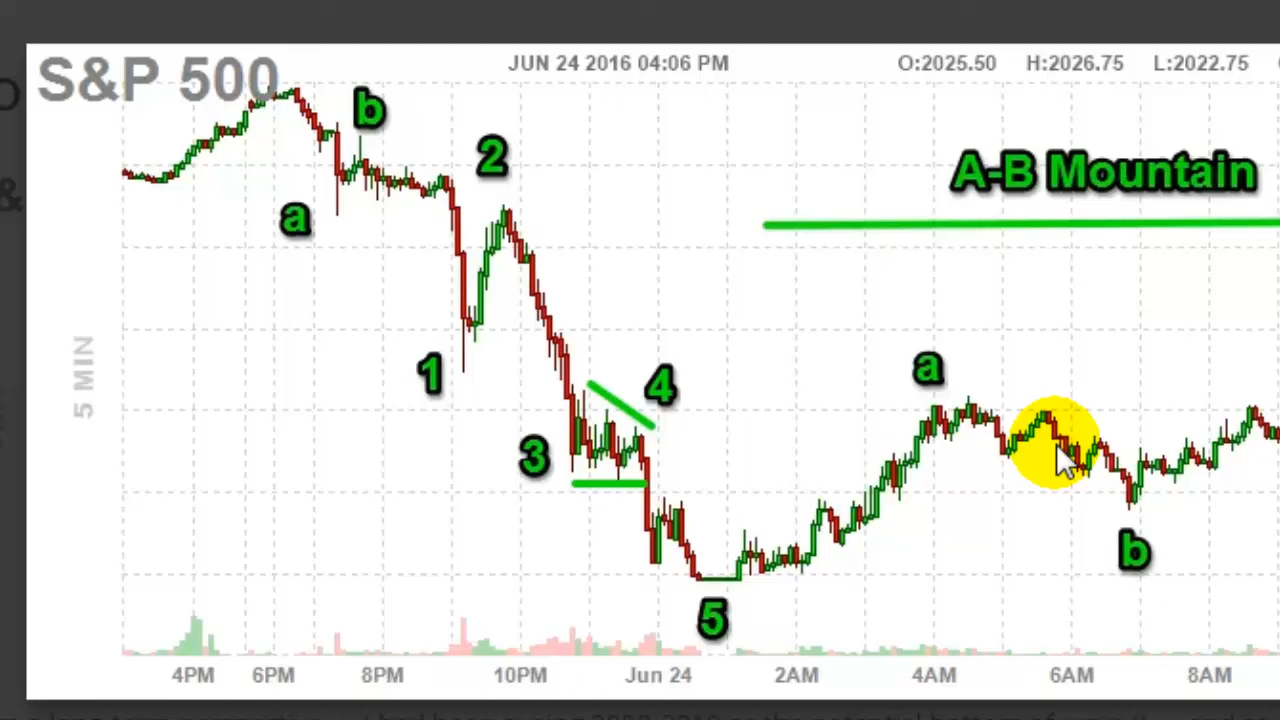 S&P 500
JUN 24 2016 04:06 PM
O:2025.50 H:2026.75 L:2022.75
b
2
A-B Mountain
a
5 MIN
1
a
4
3
b
5
4PM 6PM 8PM 10PM Jun 24 2AM 4AM 6AM 8AM